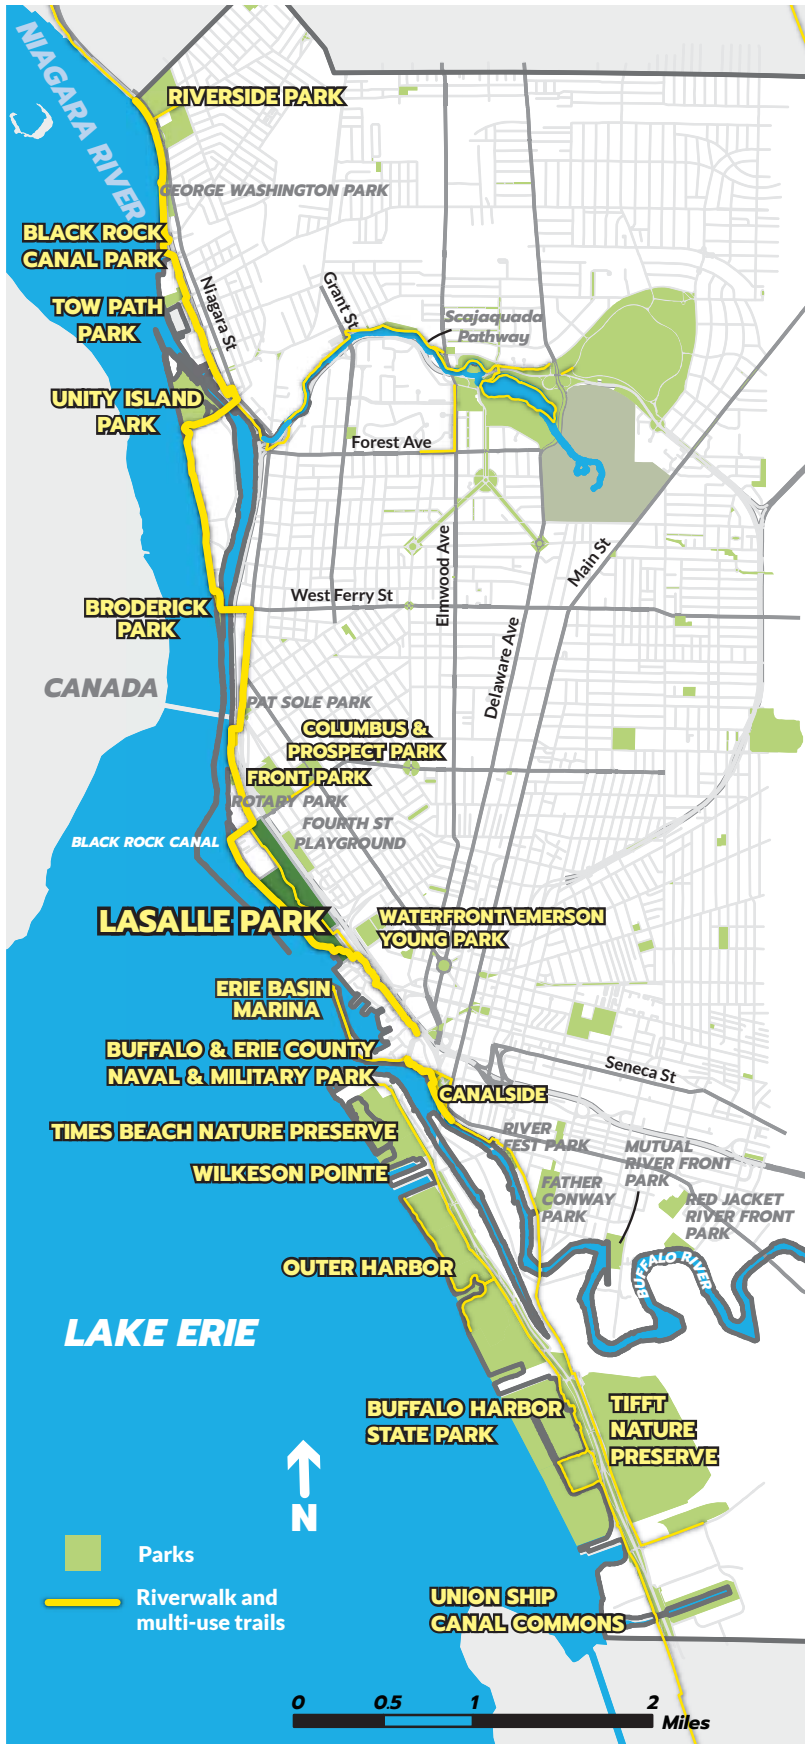 NIAGARA RIVER
RIVERSIDE PARK
GEORGE WASHINGTON PARK
BLACK ROCK
CANAL PARK
Niagara St
Grant St
TOW PATH
PARK
Scajaquada
Pathway
UNITY ISLAND
PARK
Forest Ave
Elmwood Ave
Main St
West Ferry St
BRODERICK
PARK
Delaware Ave
CANADA
PAT SOLE PARK
COLUMBUS &
PROSPECT PARK
FRONT PARK
ROTARY PARK
FOURTH ST
PLAYGROUND
BLACK ROCK CANAL
LASALLE PARK
WATERFRONT\EMERSON
YOUNG PARK
ERIE BASIN
MARINA
BUFFALO & ERIE COUNTY
NAVAL & MILITARY PARK
Seneca St
CANALSIDE
TIMES BEACH NATURE PRESERVE
RIVER
FEST PARK
MUTUAL
RIVER FRONT
PARK
WILKESON POINTE
FATHER
CONWAY
PARK
RED JACKET
RIVER FRONT
PARK
OUTER HARBOR
BUFFALO RIVER
LAKE ERIE
BUFFALO HARBOR
STATE PARK
TIFFT
NATURE
PRESERVE
N
Parks
Riverwalk and
multi-use trails
UNION SHIP
CANAL COMMONS
0 0.5 1 2
Miles